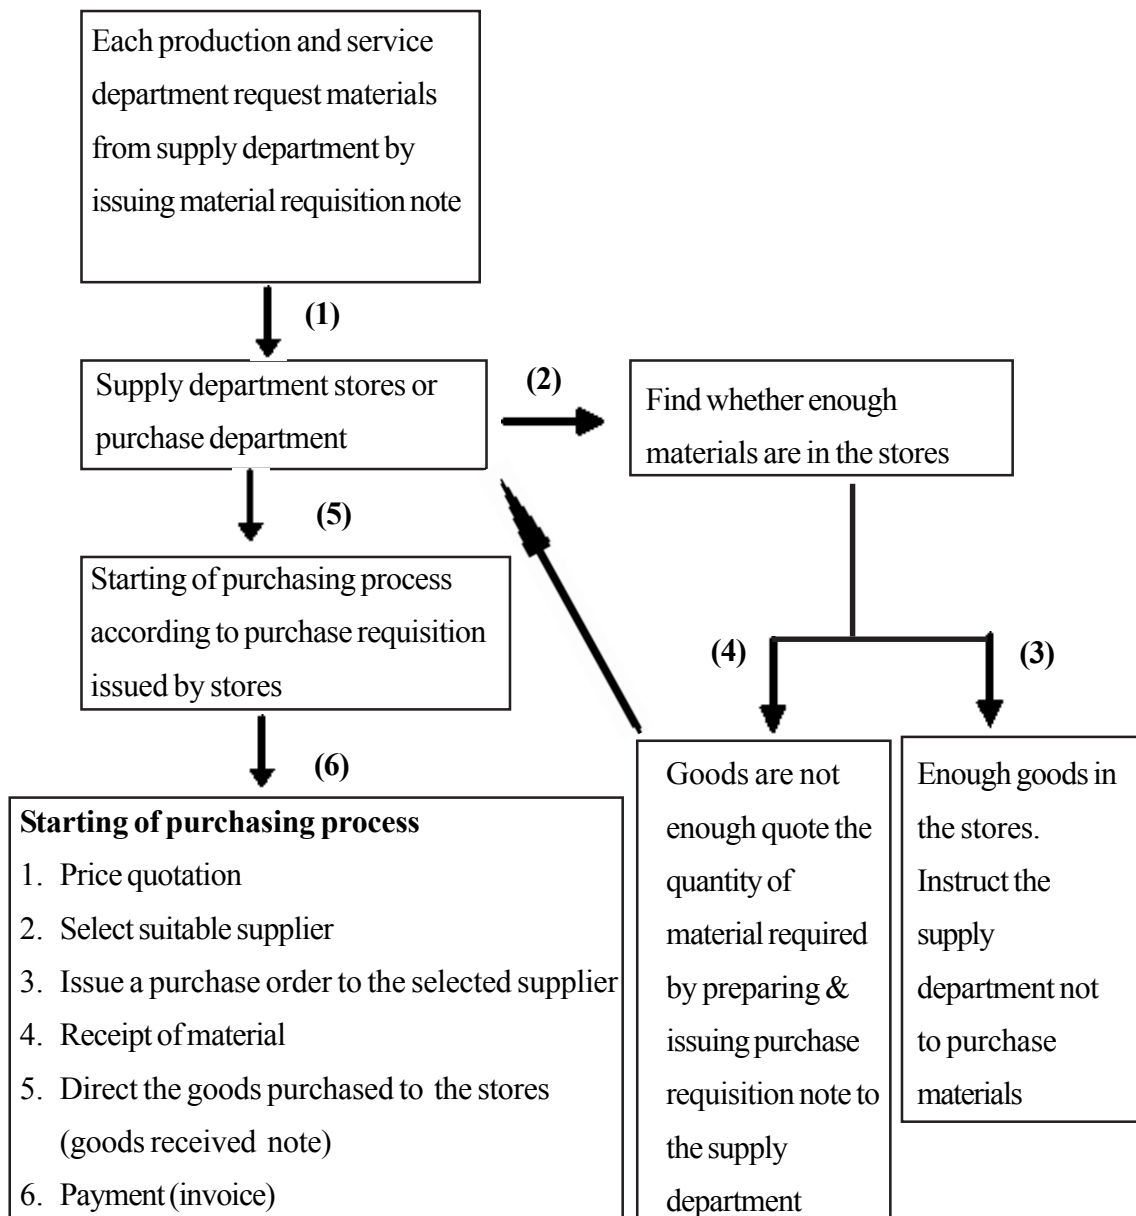 Each production and service
department request materials
from supply department by
issuing material requisition note
(1)
Supply department stores or
purchase department
(2)
Find whether enough
materials are in the stores
(5)
Starting of purchasing process
according to purchase requisition
issued by stores
(4)
(3)
(6)
Starting of purchasing process
1. Price quotation
2. Select suitable supplier
3. Issue a purchase order to the selected supplier
4. Receipt of material
5. Direct the goods purchased to the stores
(goods received note)
6. Payment (invoice)
Goods are not
enough quote the
quantity of
material required
by preparing &
issuing purchase
requisition note to
the supply
department
Enough goods in
the stores.
Instruct the
supply
department not
to purchase
materials